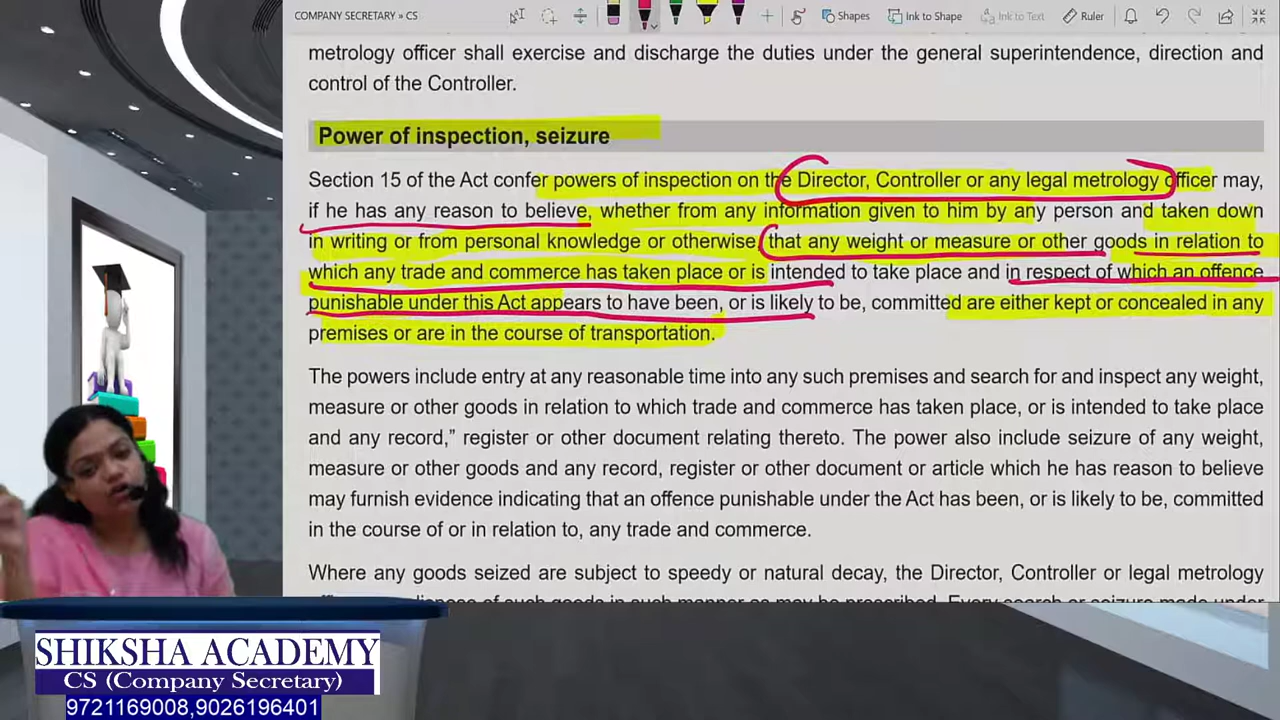 COMPANY SECRETARY » CS
Shapes
Ink to Shape
Ink to Text
Ruler
metrology officer shall exercise and discharge the duties under the general superintendence, direction and
control of the Controller.
Power of inspection, seizure
Section 15 of the Act confer powers of inspection on the Director, Controller or any legal metrology officer may,
if he has any reason to believe, whether from any information given to him by any person and taken down
in writing or from personal knowledge or otherwise, that any weight or measure or other goods in relation to
which any trade and commerce has taken place or is intended to take place and in respect of which an offence
punishable under this Act appears to have been, or is likely to be, committed are either kept or concealed in any
premises or are in the course of transportation.
The powers include entry at any reasonable time into any such premises and search for and inspect any weight,
measure or other goods in relation to which trade and commerce has taken place, or is intended to take place
and any record,” register or other document relating thereto. The power also include seizure of any weight,
measure or other goods and any record, register or other document or article which he has reason to believe
may furnish evidence indicating that an offence punishable under the Act has been, or is likely to be, committed
in the course of or in relation to, any trade and commerce.
Where any goods seized are subject to speedy or natural decay, the Director, Controller or legal metrology
SHIKSHA ACADEMY
CS (Company Secretary)
9721169008,9026196401